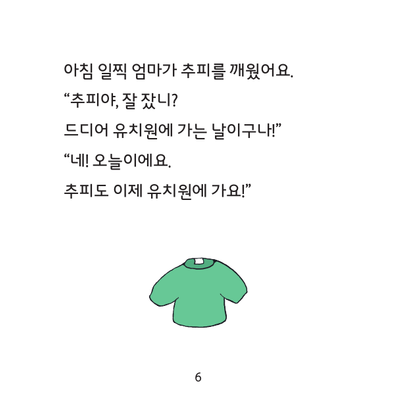 아침 일찍 엄마가 추피를 깨웠어요.
“추피야, 잘 잤니?
드디어 유치원에 가는 날이구나!”
“네! 오늘이에요.
추피도 이제 유치원에 가요!”
6